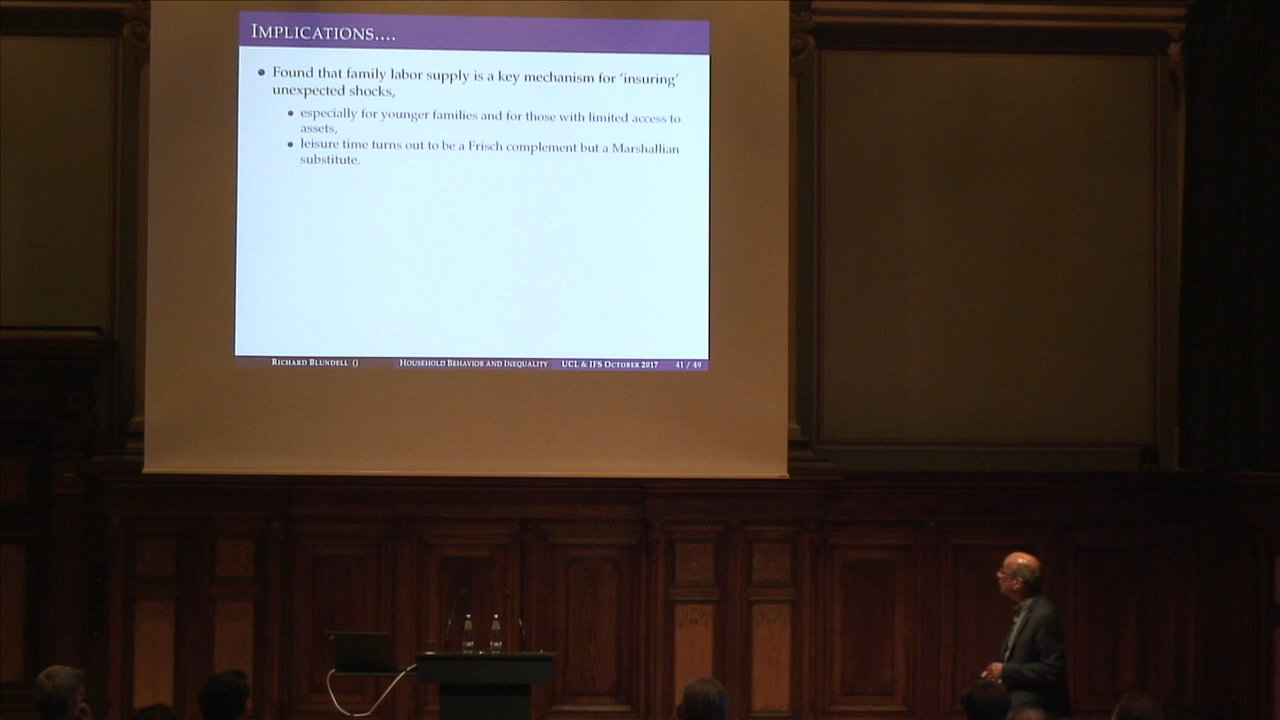 IMPLICATIONS....
• Found that family labor supply is a key mechanism for ‘insuring’
unexpected shocks,
• especially for younger families and for those with limited access to
assets,
• leisure time turns out to be a Frisch complement but a Marshallian
substitute.
RICHARD BLUNDELL () HOUSEHOLD BEHAVIOR AND INEQUALITY UCL & IFS OCTOBER 2017 41 / 49